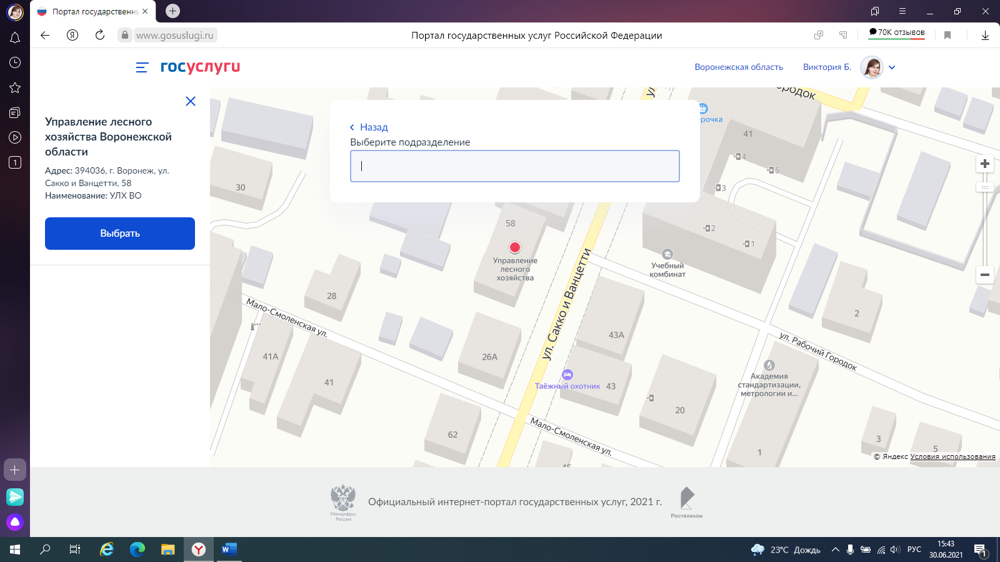 Портал государственнь
www.gosuslugi.ru
Портал государственных услуг Российской Федерации
70K отзывов
1
госуслуги
Воронежская область
Виктория Б.
Управление лесного
хозяйства Воронежской
области
Адрес: 394036, г. Воронеж, ул.
Сакко и Ванцетти, 58
Наименование: УЛХ ВО
Выбрать
Назад
Выберите подразделение
ородок
ул
рочка
41
4
5
3
30
58
2
1
Управление
лесного
хозяйства
Учебный
комбинат
ул. Сакко и Ванцетти
28
Мало-Смоленская ул.
2
43А
ул. Рабочий Городок
41А
26А
41
Таёжный охотник
43
Академия
стандартизации,
метрологии и...
20
62
Мало-Смоленская ул.
3
5
1
45
© Яндекс Условия использования
Минцифры
России
Официальный интернет-портал государственных услуг, 2021 г.
Ростелеком
23°C Дождь
РУС
15:43
30.06.2021
1